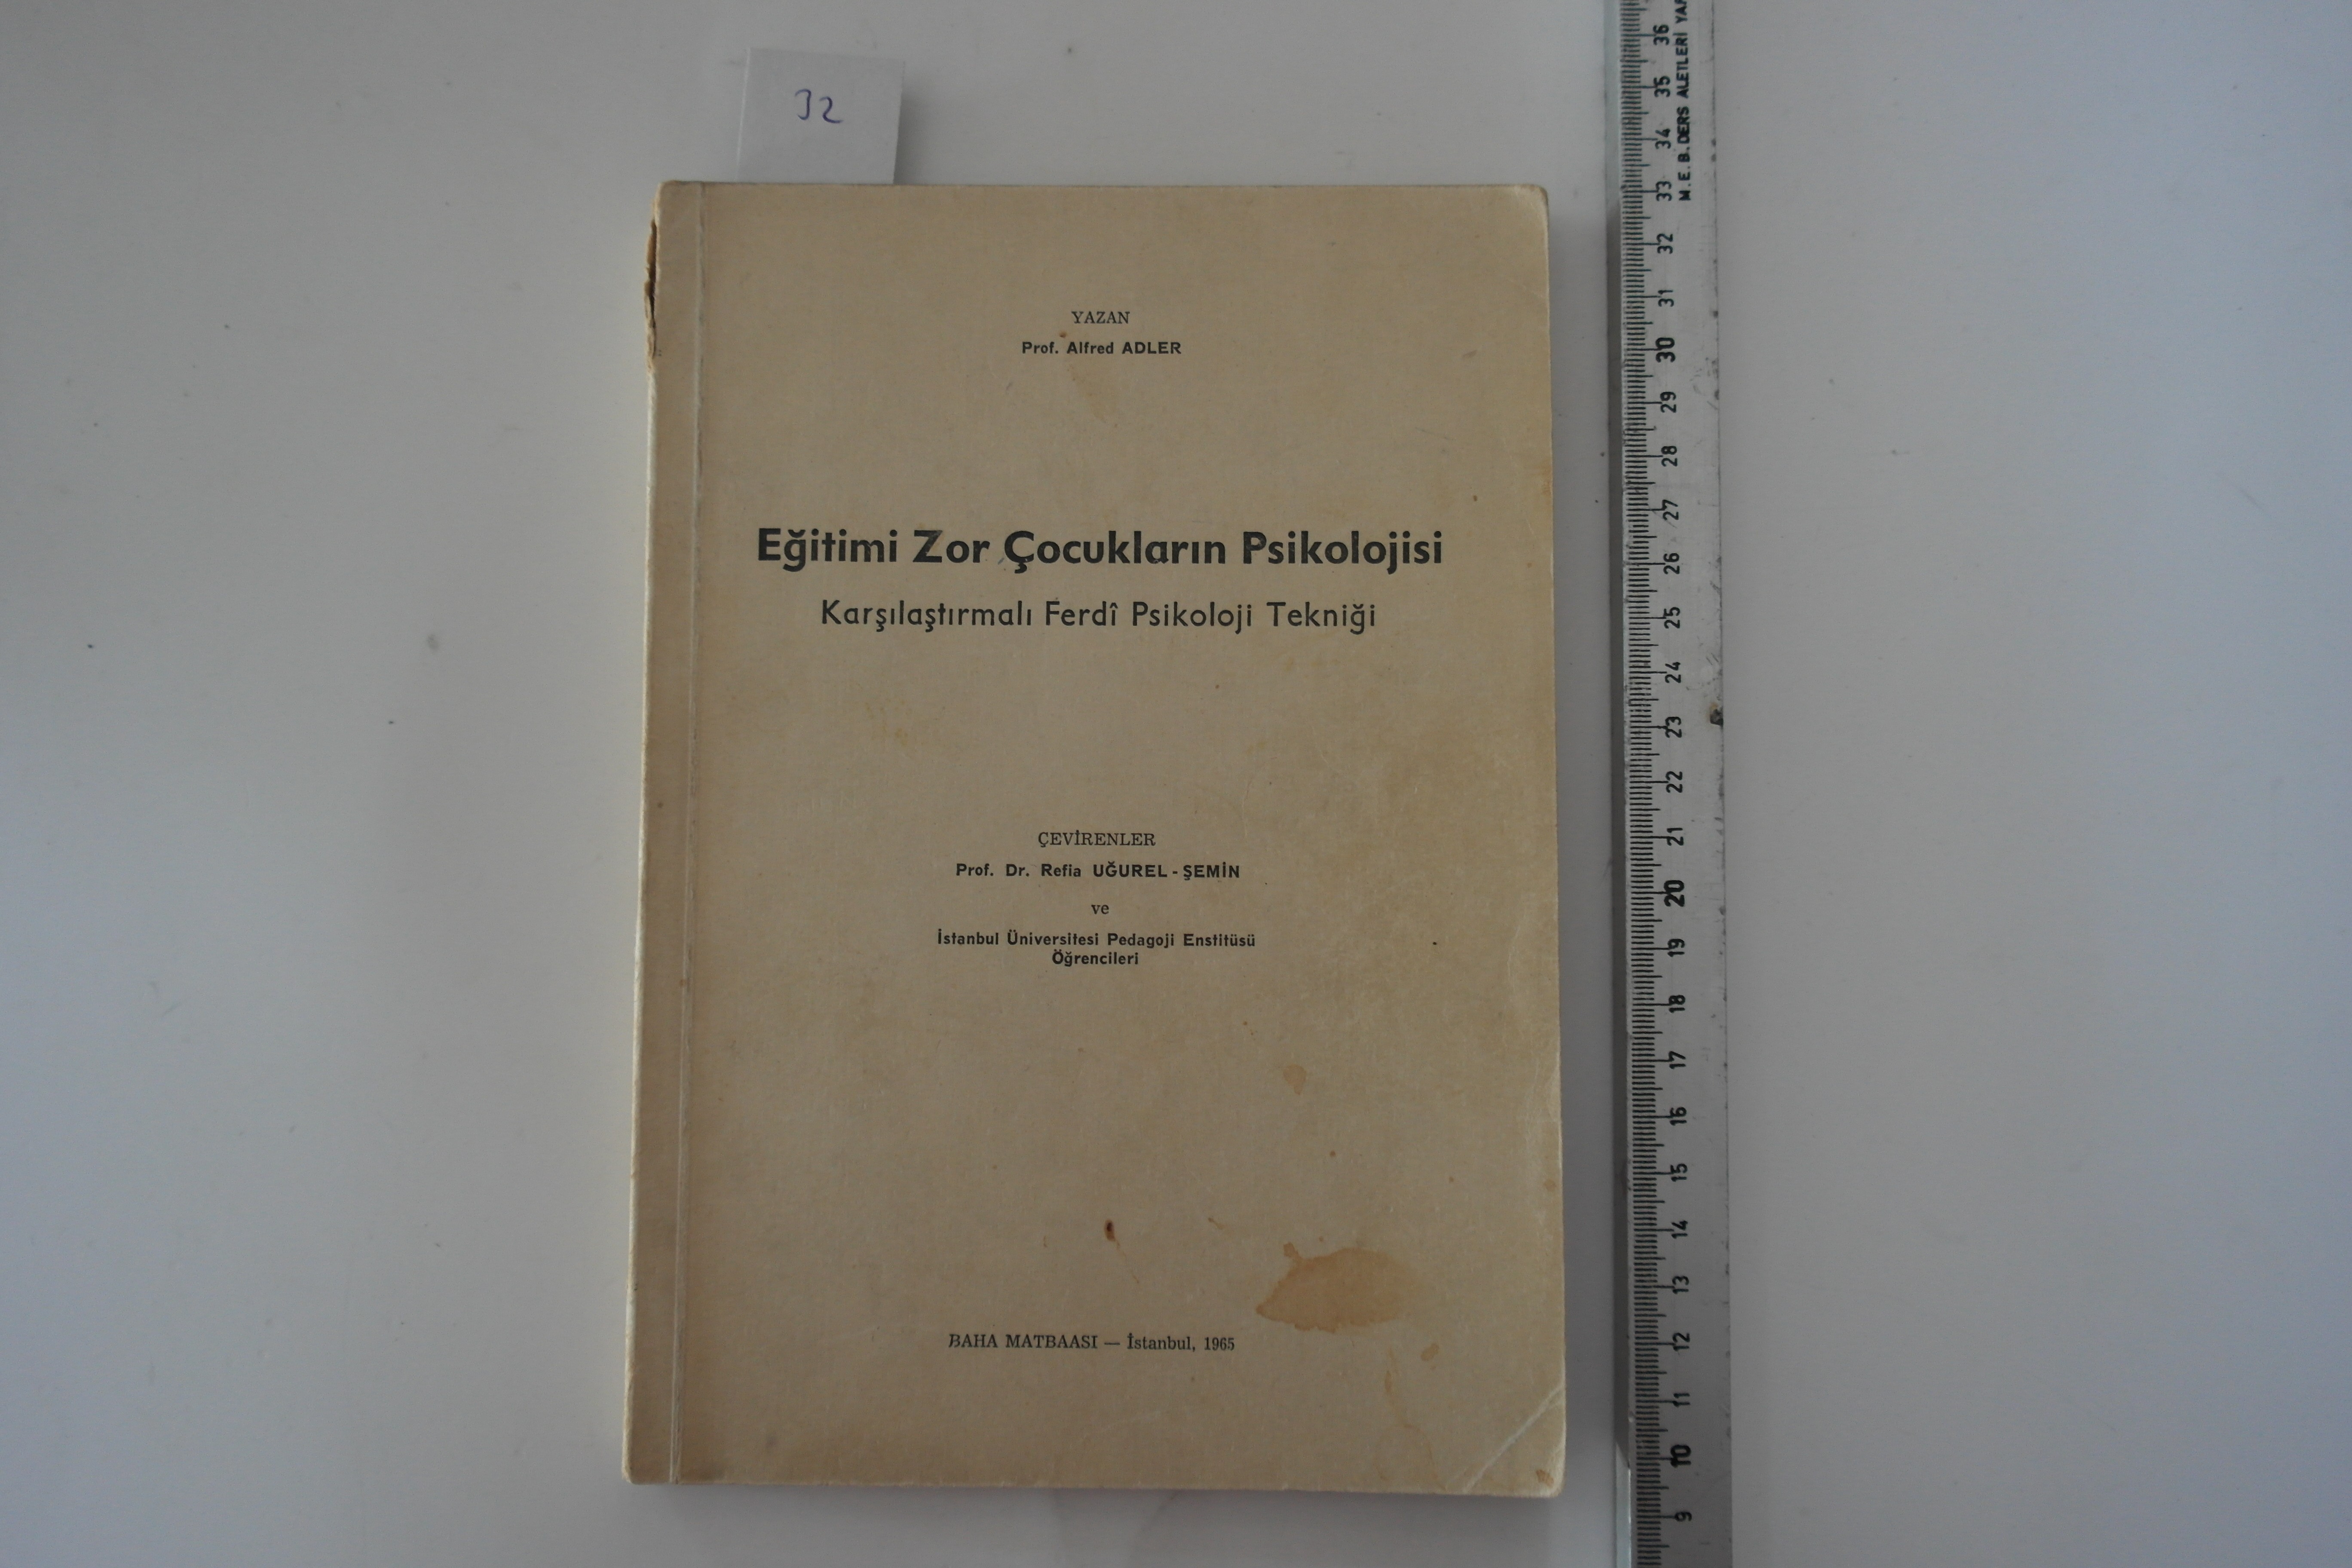 32
YAZAN
Prof. Alfred ADLER
Eğitimi Zor Çocukların Psikolojisi
Karşılaştırmalı Ferdî Psikoloji Tekniği
ÇEVİRENLER
Prof. Dr. Refia UĞUREL - ŞEMİN
ve
İstanbul Üniversitesi Pedagoji Enstitüsü
Öğrencileri
BAHA MATBAASI — İstanbul, 1965
M.E.B. DERS ALETLERİ
36
35
34
33
32
31
30
29
28
27
26
25
24
23
22
21
20
19
18
17
16
15
14
13
12
11
10
9